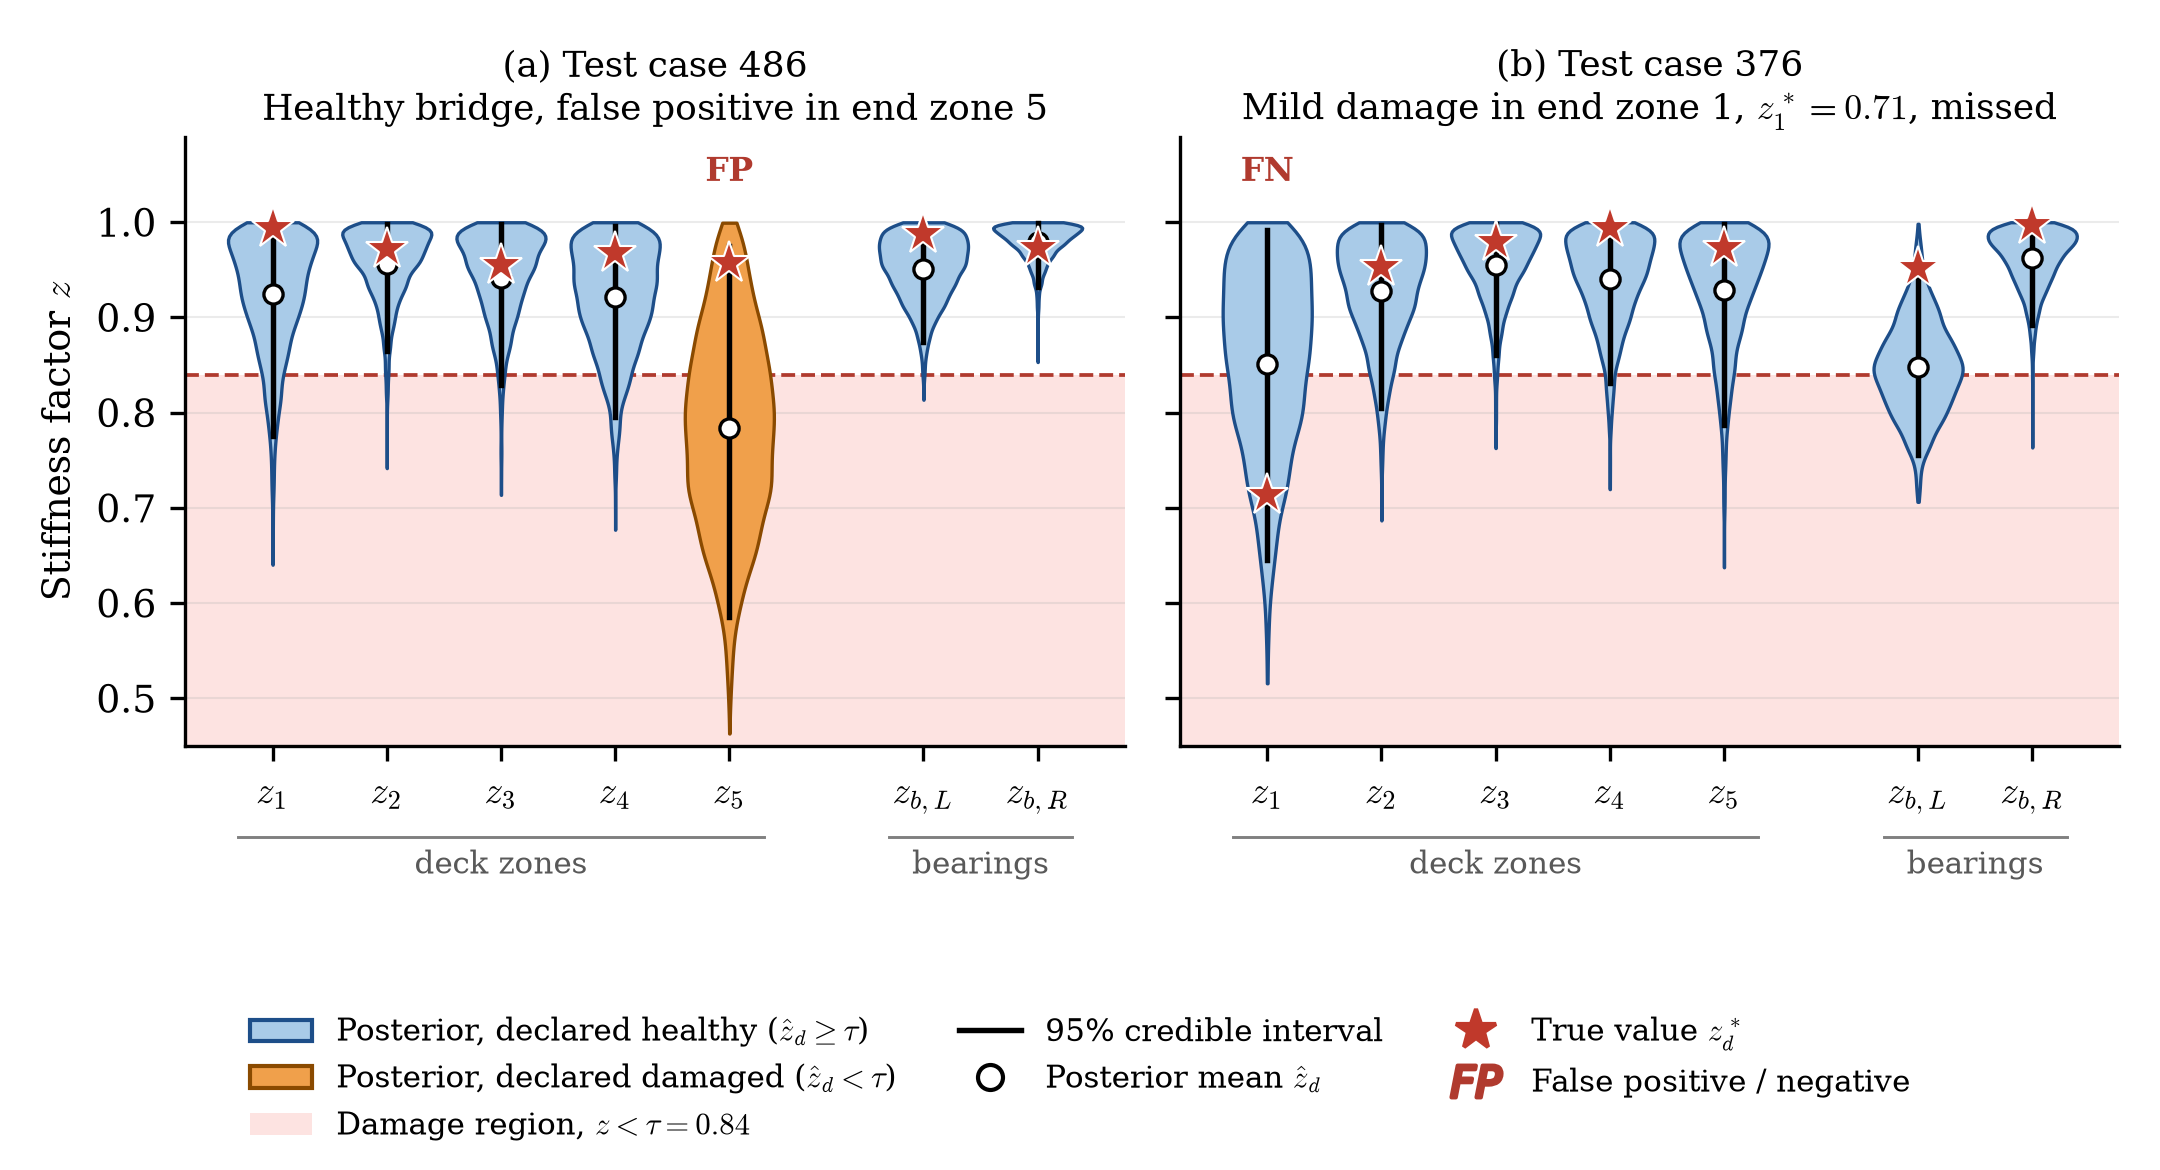 (a) Test case 486
Healthy bridge, false positive in end zone 5
(b) Test case 376
Mild damage in end zone 1, z₁* = 0.71, missed
FP
FN
1.0
0.9
0.8
0.7
0.6
0.5
Stiffness factor z
z₁ z₂ z₃ z₄ z₅ z_{b, L} z_{b, R}
deck zones bearings
z₁ z₂ z₃ z₄ z₅ z_{b, L} z_{b, R}
deck zones bearings
Posterior, declared healthy (ẑ_d ≥ τ)
Posterior, declared damaged (ẑ_d < τ)
Damage region, z < τ = 0.84
95% credible interval
Posterior mean ẑ_d
True value z_d*
FP False positive / negative